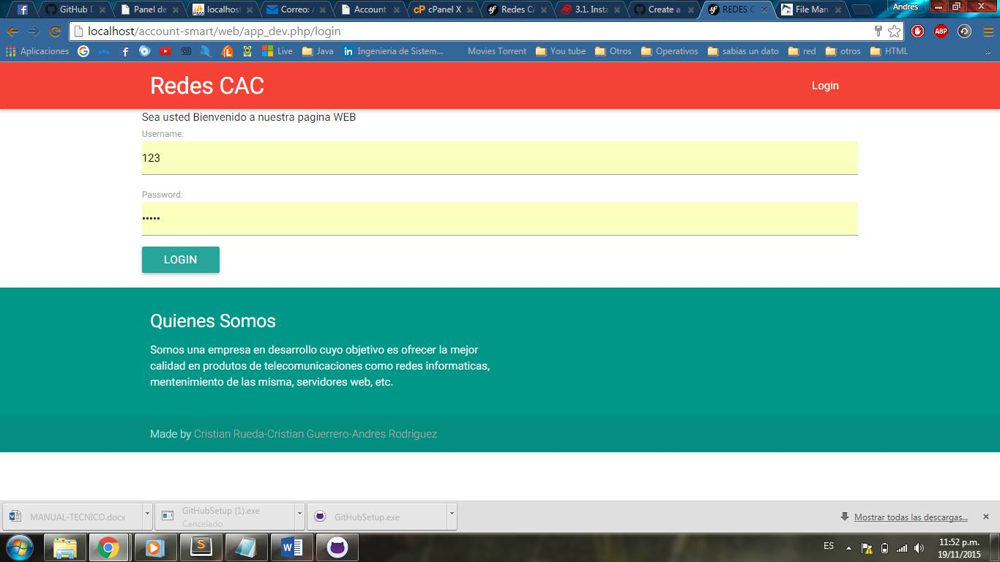 GitHub D
Panel de
localhost
Correo: A
Account
cPanel X
Redes CA
3.1. Insta
Create a
REDES C
File Man
Andres
localhost/account-smart/web/app_dev.php/login
ABP
Aplicaciones
Live
Java
Ingenieria de Sistem...
Movies Torrent
You tube
Otros
Operativos
sabias un dato
red
otros
HTML
»
Redes CAC
Login
Sea usted Bienvenido a nuestra pagina WEB
Username:
123
Password:
•••••
LOGIN
Quienes Somos
Somos una empresa en desarrollo cuyo objetivo es ofrecer la mejor
calidad en produtos de telecomunicaciones como redes informaticas,
mentenimiento de las misma, servidores web, etc.
Made by Cristian Rueda-Cristian Guerrero-Andres Rodriguez
MANUAL-TECNICO.docx
GitHubSetup (1).exe
Cancelado
GitHubSetup.exe
Mostrar todas las descargas...
ES
11:52 p.m.
19/11/2015